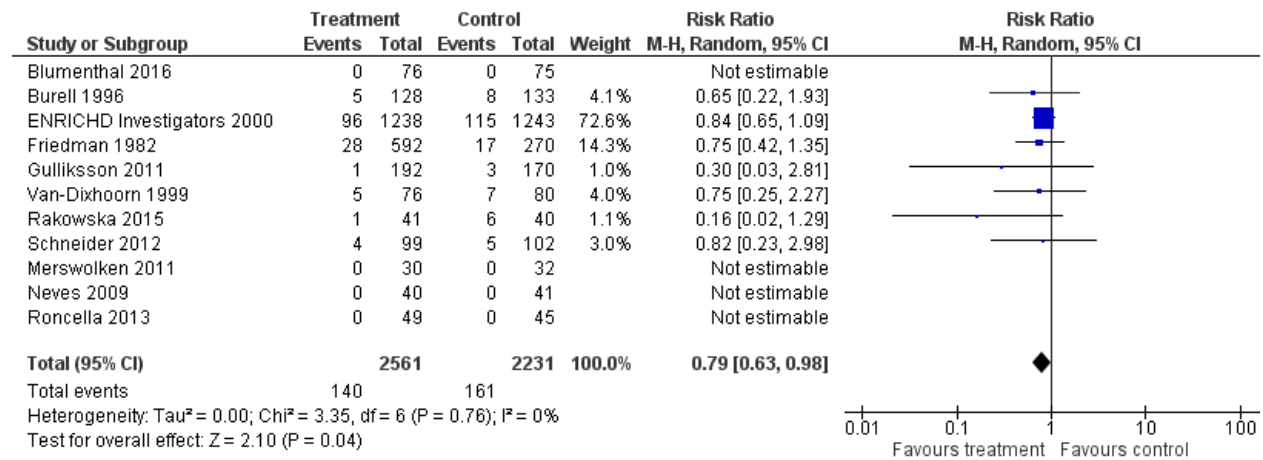 Treatment Control Risk Ratio Risk Ratio
Study or Subgroup Events Total Events Total Weight M-H, Random, 95% CI M-H, Random, 95% CI
Blumenthal 2016 0 76 0 75 Not estimable
Burell 1996 5 128 8 133 4.1% 0.65 [0.22, 1.93]
ENRICHD Investigators 2000 96 1238 115 1243 72.6% 0.84 [0.65, 1.09]
Friedman 1982 28 592 17 270 14.3% 0.75 [0.42, 1.35]
Gulliksson 2011 1 192 3 170 1.0% 0.30 [0.03, 2.81]
Van-Dixhoorn 1999 5 76 7 80 4.0% 0.75 [0.25, 2.27]
Rakowska 2015 1 41 6 40 1.1% 0.16 [0.02, 1.29]
Schneider 2012 4 99 5 102 3.0% 0.82 [0.23, 2.98]
Merswolken 2011 0 30 0 32 Not estimable
Neves 2009 0 40 0 41 Not estimable
Roncella 2013 0 49 0 45 Not estimable
Total (95% CI) 2561 2231 100.0% 0.79 [0.63, 0.98]
Total events 140 161
Heterogeneity: Tau² = 0.00; Chi² = 3.35, df = 6 (P = 0.76); I² = 0%
Test for overall effect: Z = 2.10 (P = 0.04)
0.01 0.1 1 10 100
Favours treatment Favours control